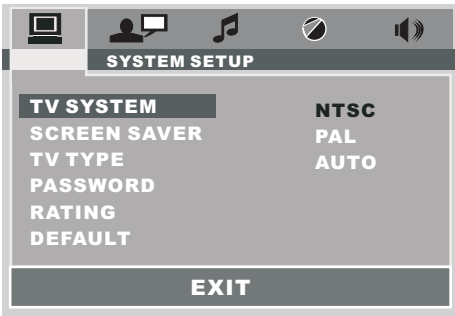 SYSTEM SETUP
TV SYSTEM
SCREEN SAVER
TV TYPE
PASSWORD
RATING
DEFAULT
NTSC
PAL
AUTO
EXIT